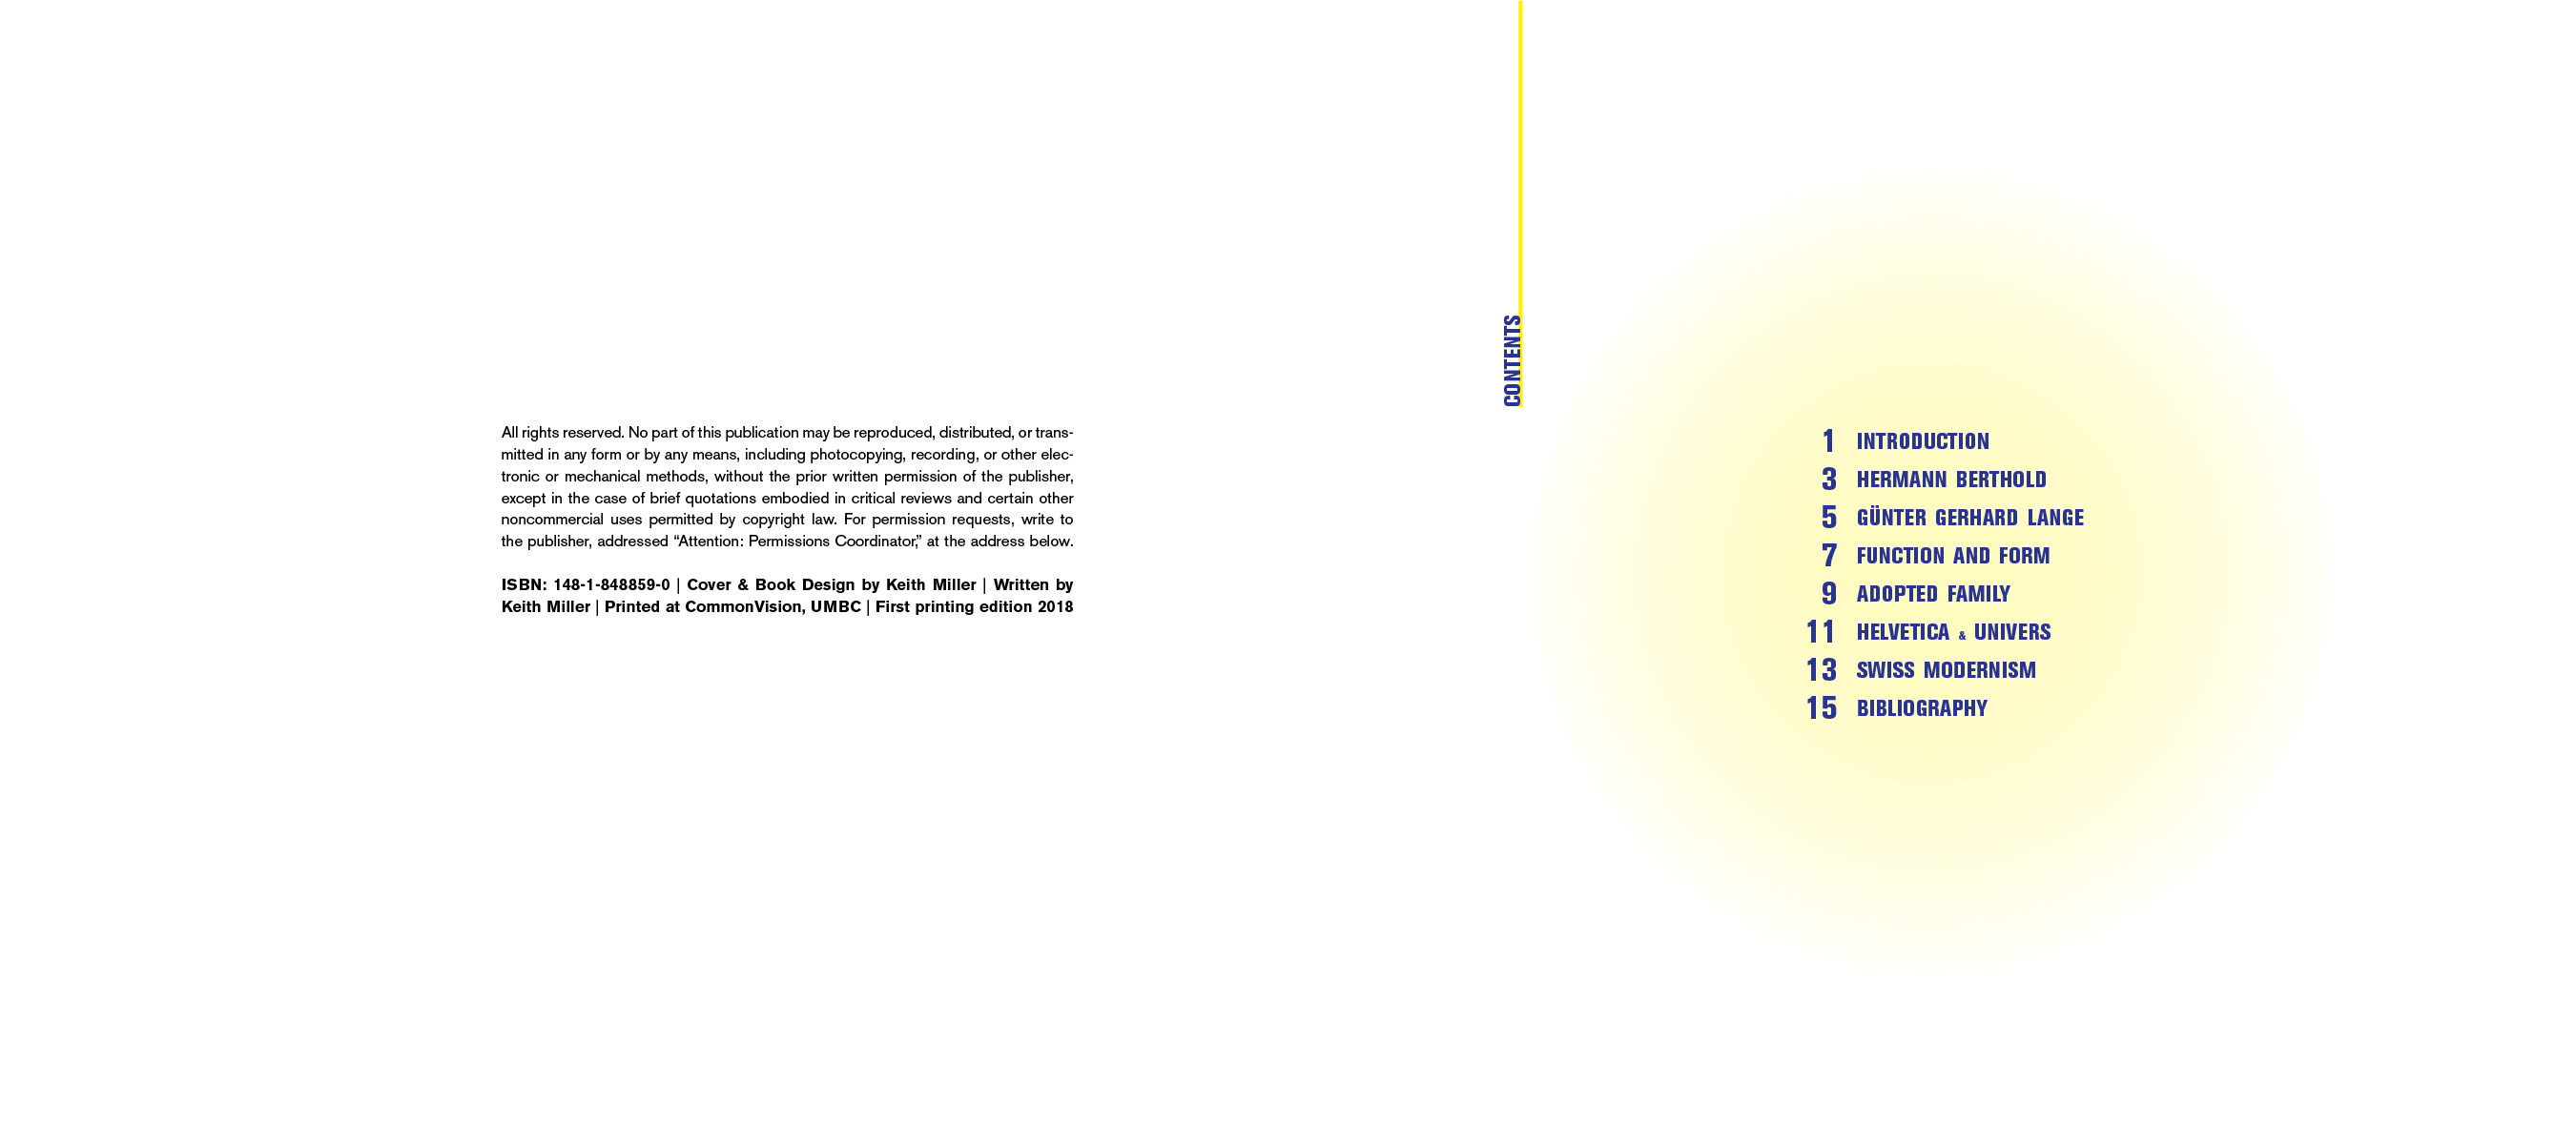 All rights reserved. No part of this publication may be reproduced, distributed, or trans-
mitted in any form or by any means, including photocopying, recording, or other elec-
tronic or mechanical methods, without the prior written permission of the publisher,
except in the case of brief quotations embodied in critical reviews and certain other
noncommercial uses permitted by copyright law. For permission requests, write to
the publisher, addressed “Attention: Permissions Coordinator,” at the address below.
ISBN: 148-1-848859-0 | Cover & Book Design by Keith Miller | Written by
Keith Miller | Printed at CommonVision, UMBC | First printing edition 2018
CONTENTS
1 INTRODUCTION
3 HERMANN BERTHOLD
5 GÜNTER GERHARD LANGE
7 FUNCTION AND FORM
9 ADOPTED FAMILY
11 HELVETICA & UNIVERS
13 SWISS MODERNISM
15 BIBLIOGRAPHY